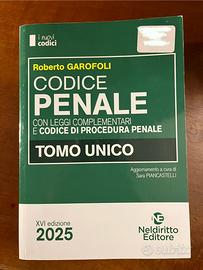 i nuovi
codici
Roberto GAROFOLI
CODICE
PENALE
CON LEGGI COMPLEMENTARI
E CODICE DI PROCEDURA PENALE
TOMO UNICO
Aggiornamento a cura di
Sara PIANCASTELLI
XVI edizione
2025
Neldiritto
Editore
subito